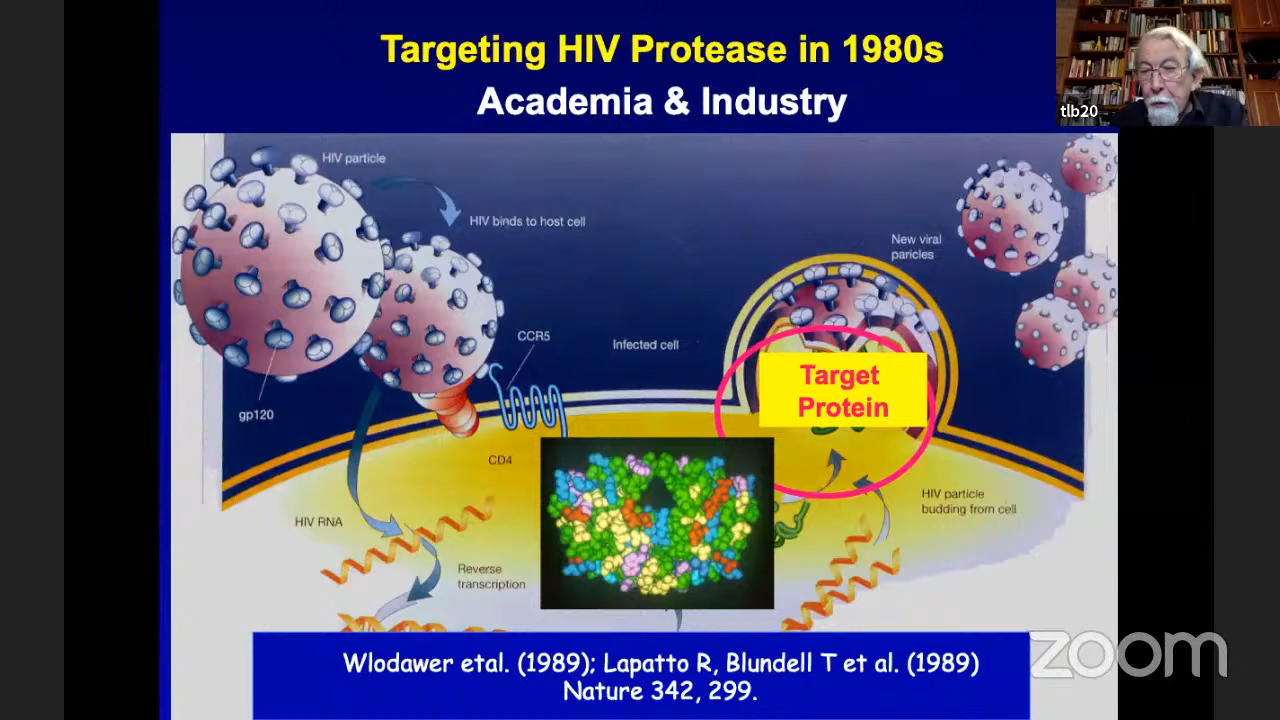 Targeting HIV Protease in 1980s
Academia & Industry
tlb20
HIV particle
HIV binds to host cell
New viral
paricles
CCR5
Infected cell
Target
Protein
gp120
CD4
HIV particle
budding from cell
HIV RNA
Reverse
transcription
Wlodawer etal. (1989); Lapatto R, Blundell T et al. (1989)
Nature 342, 299.
zoom